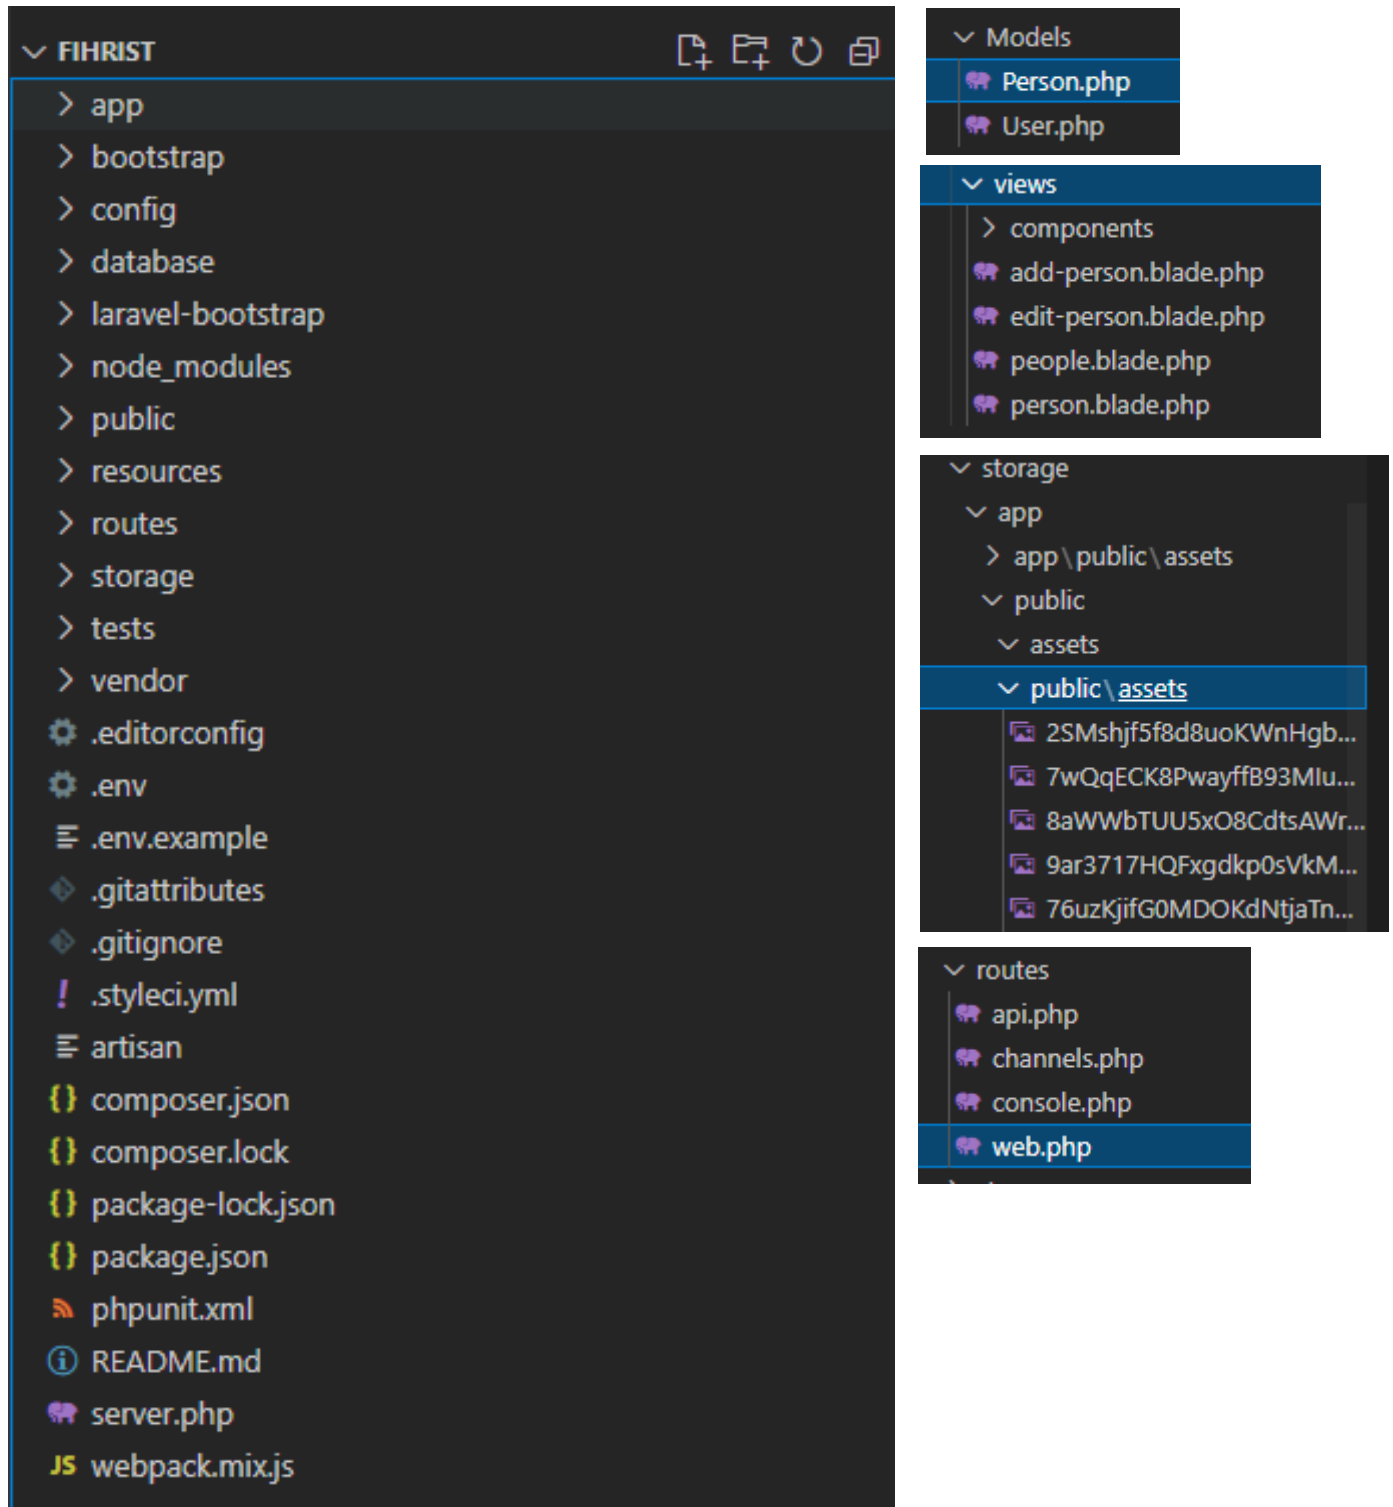 FIHRIST
app
bootstrap
config
database
laravel-bootstrap
node_modules
public
resources
routes
storage
tests
vendor
.editorconfig
.env
.env.example
.gitattributes
.gitignore
.styleci.yml
artisan
composer.json
composer.lock
package-lock.json
package.json
phpunit.xml
README.md
server.php
JS webpack.mix.js
Models
Person.php
User.php
views
components
add-person.blade.php
edit-person.blade.php
people.blade.php
person.blade.php
storage
app
app\public\assets
public
assets
public\assets
2SMshjf5f8d8uoKWnHgb...
7wQqECK8PwayffB93MIu...
8aWWbTUU5xO8CdtsAWr...
9ar3717HQFxgdkp0sVkM...
76uzKjifG0MDOKdNtjaTn...
routes
api.php
channels.php
console.php
web.php